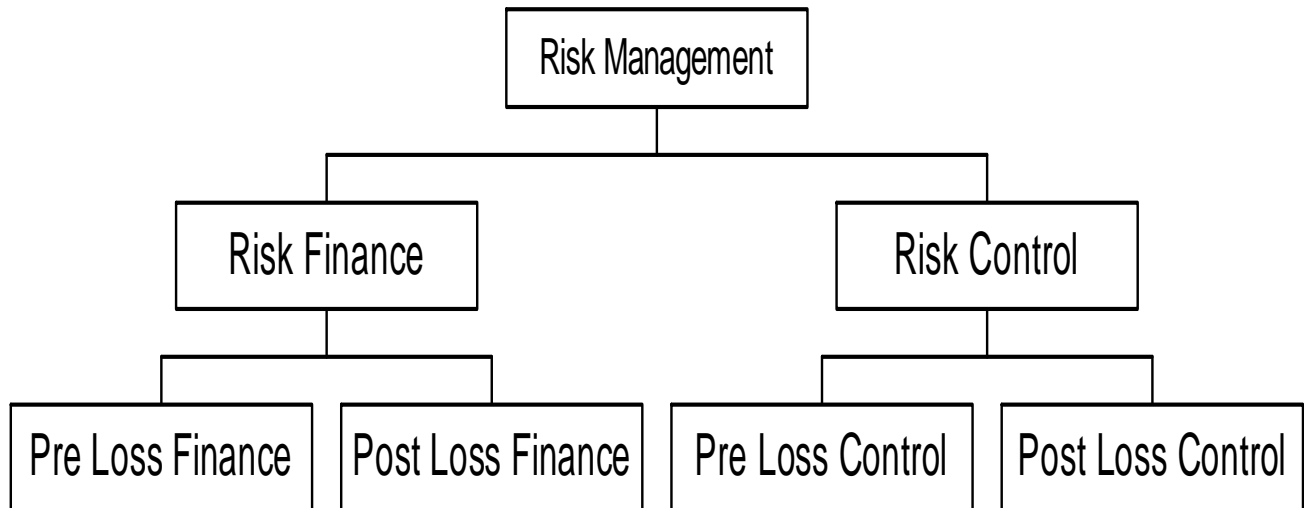 Risk Management
Risk Finance
Risk Control
Pre Loss Finance
Post Loss Finance
Pre Loss Control
Post Loss Control